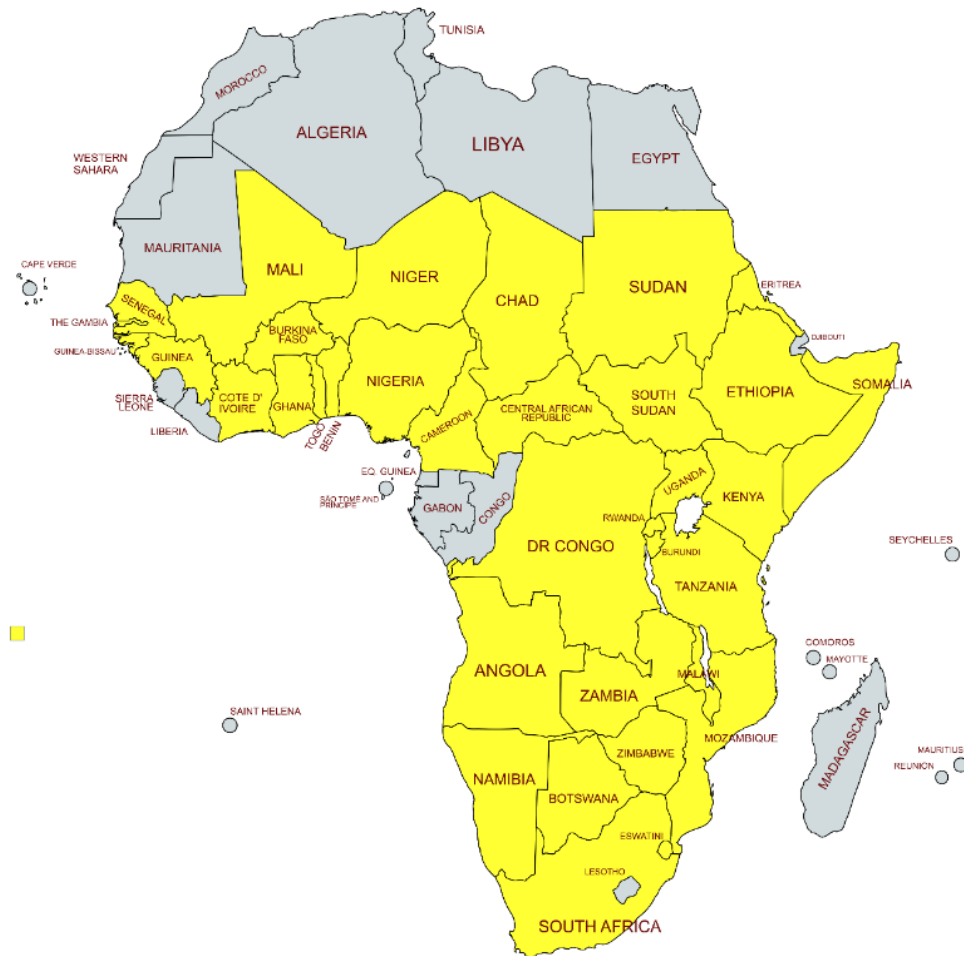 TUNISIA
MOROCCO
ALGERIA
LIBYA
EGYPT
WESTERN
SAHARA
MAURITANIA
CAPE VERDE
MALI
NIGER
CHAD
SUDAN
ERITREA
SENEGAL
THE GAMBIA
GUINEA-BISSAU
GUINEA
BURKINA
FASO
DJIBOUTI
SIERRA
LEONE
LIBERIA
COTE D'
IVOIRE
GHANA
TOGO
BENIN
NIGERIA
CAMEROON
CENTRAL AFRICAN
REPUBLIC
SOUTH
SUDAN
ETHIOPIA
SOMALIA
EQ. GUINEA
SÃO TOMÉ AND
PRINCIPE
GABON
CONGO
UGANDA
KENYA
RWANDA
DR CONGO
BURUNDI
TANZANIA
SEYCHELLES
COMOROS
MAYOTTE
ANGOLA
ZAMBIA
MALAWI
MOZAMBIQUE
SAINT HELENA
MADAGASCAR
MAURITIUS
REUNION
NAMIBIA
ZIMBABWE
BOTSWANA
ESWATINI
LESOTHO
SOUTH AFRICA